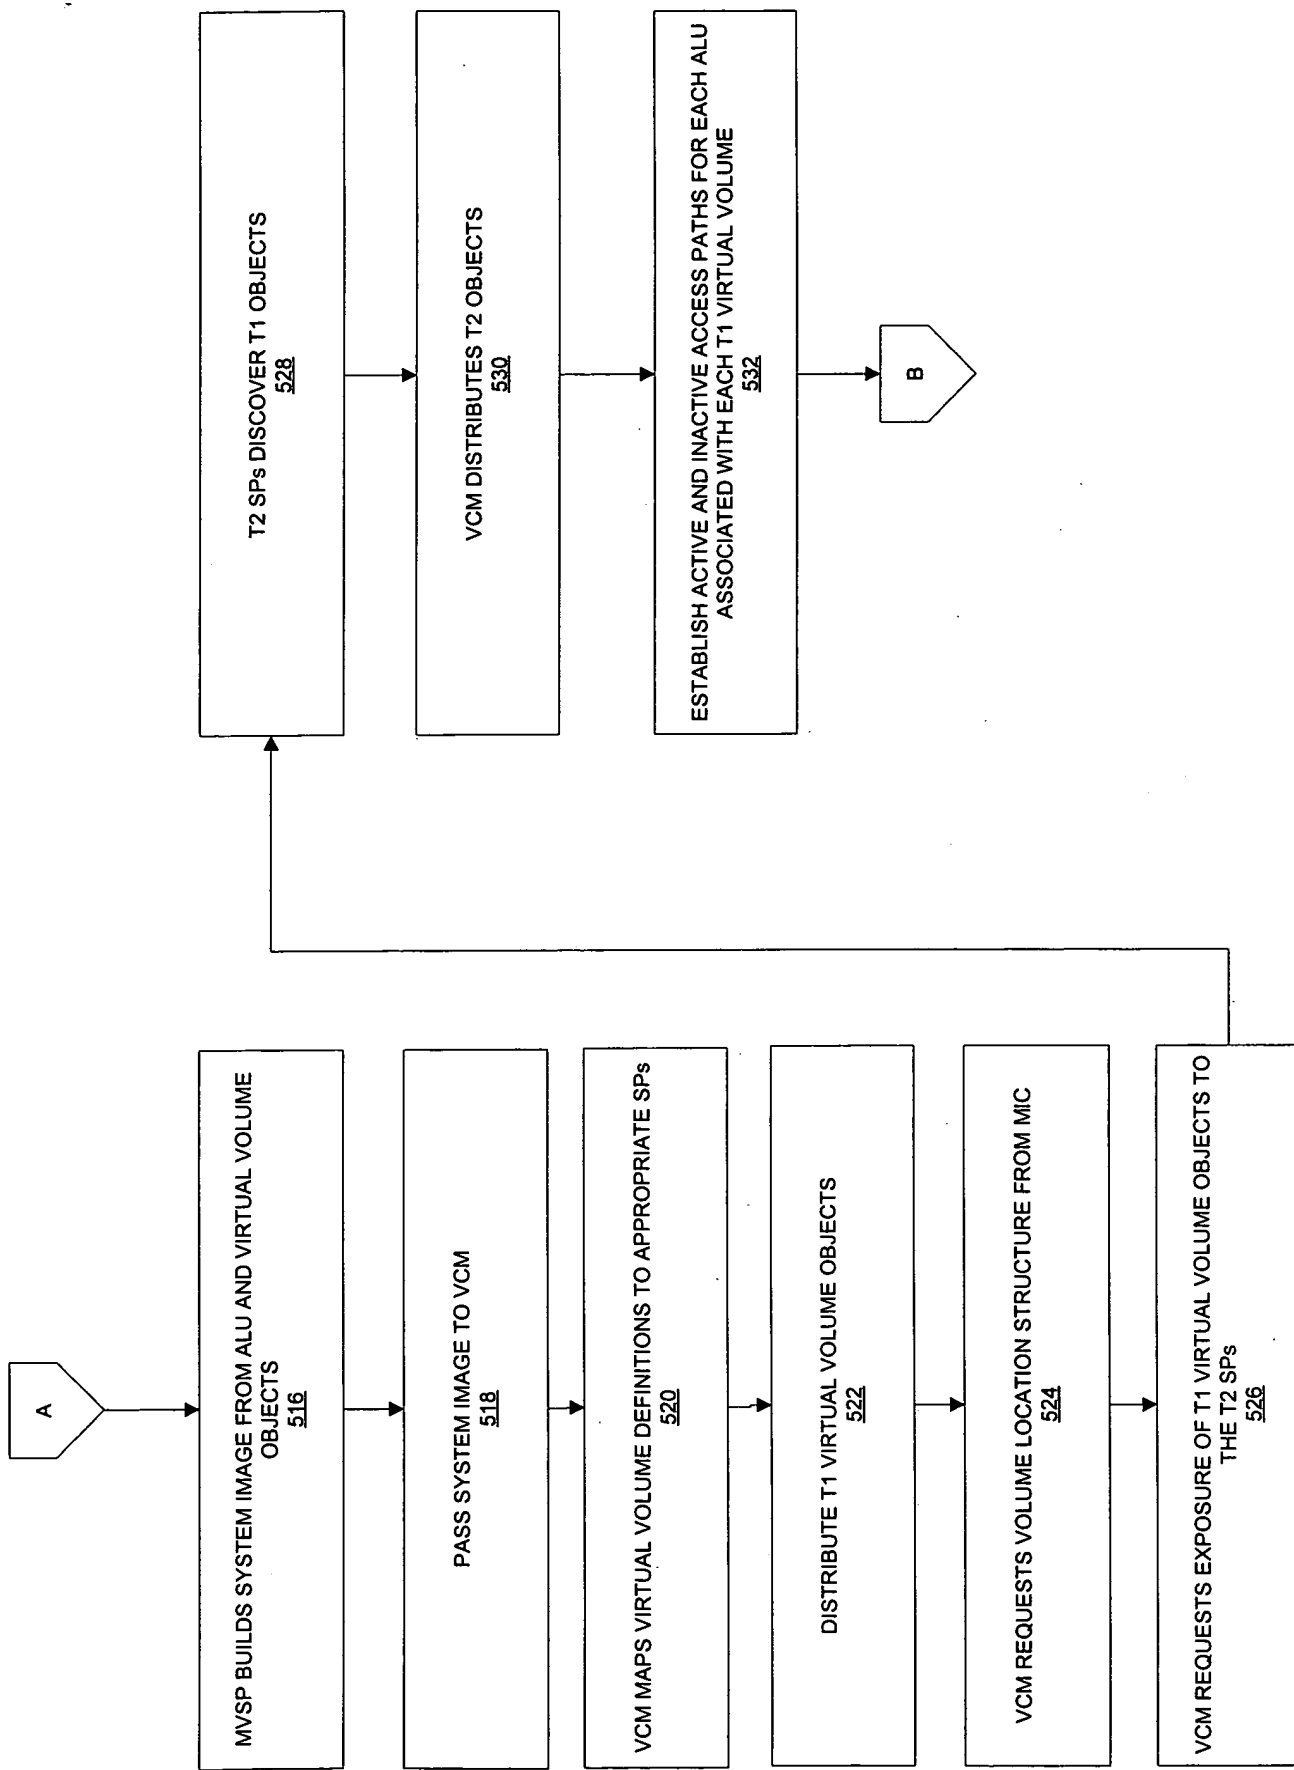 A
MVSP BUILDS SYSTEM IMAGE FROM ALU AND VIRTUAL VOLUME
OBJECTS
516
PASS SYSTEM IMAGE TO VCM
518
VCM MAPS VIRTUAL VOLUME DEFINITIONS TO APPROPRIATE SPs
520
DISTRIBUTE T1 VIRTUAL VOLUME OBJECTS
522
VCM REQUESTS VOLUME LOCATION STRUCTURE FROM MIC
524
VCM REQUESTS EXPOSURE OF T1 VIRTUAL VOLUME OBJECTS TO
THE T2 SPs
526
T2 SPs DISCOVER T1 OBJECTS
528
VCM DISTRIBUTES T2 OBJECTS
530
ESTABLISH ACTIVE AND INACTIVE ACCESS PATHS FOR EACH ALU
ASSOCIATED WITH EACH T1 VIRTUAL VOLUME
532
B